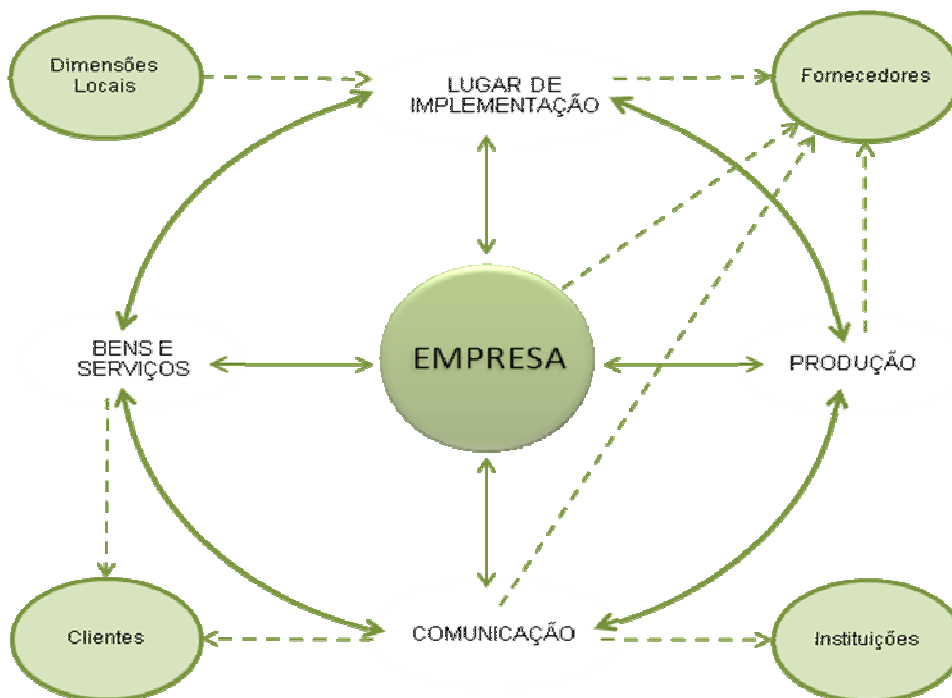 Dimensões
Locais
LUGAR DE
IMPLEMENTAÇÃO
Fornecedores
BENS E
SERVIÇOS
EMPRESA
PRODUÇÃO
Clientes
COMUNICAÇÃO
Instituições